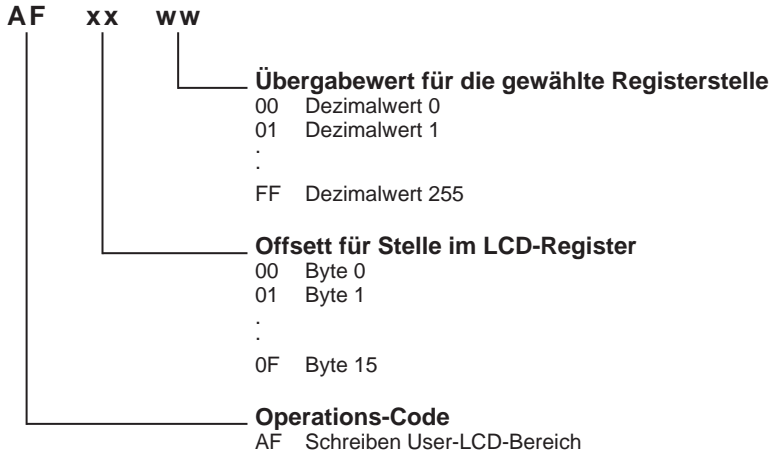 AF xx ww
Übergabewert für die gewählte Registerstelle
00 Dezimalwert 0
01 Dezimalwert 1
.
.
FF Dezimalwert 255
Offsett für Stelle im LCD-Register
00 Byte 0
01 Byte 1
.
.
0F Byte 15
Operations-Code
AF Schreiben User-LCD-Bereich